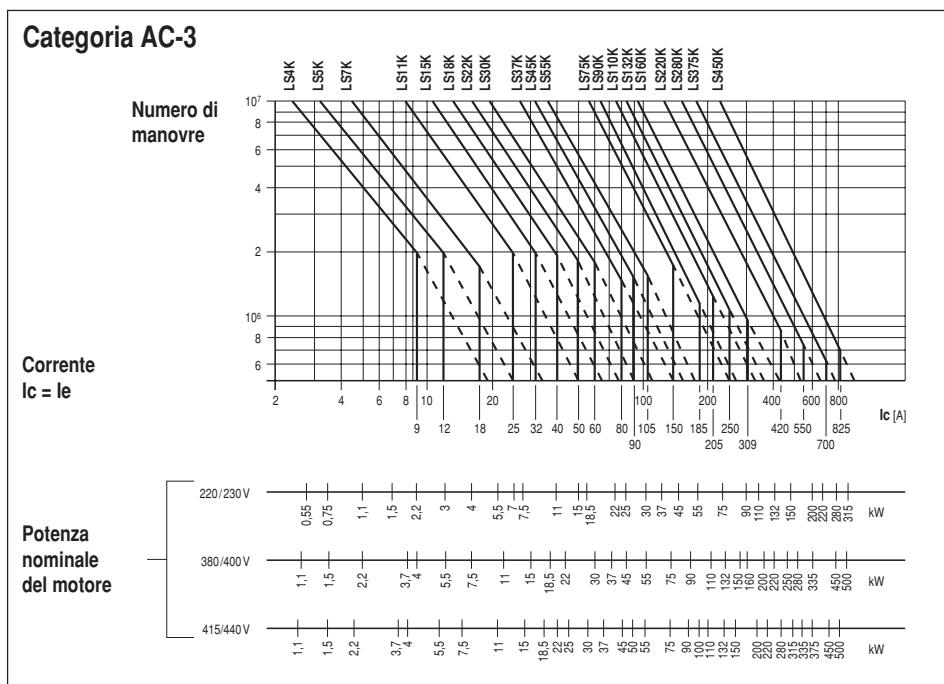 Categoria AC-3
LS4K LS5K LS7K LS11K LS15K LS18K LS22K LS30K LS37K LS45K LS55K LS75K LS90K LS110K LS132K LS160K LS220K LS280K LS375K LS450K
Numero di
manovre
10⁷
8
6
4
2
10⁶
8
6
Corrente
Ic = Ie
2 4 6 8 10 20 100 200 400 600 800
Ic [A]
9 12 18 25 32 40 50 60 80 105 150 185 250 420 550 825
90 205 309 700
Potenza
nominale
del motore
220/230 V
0,55 0,75 1,1 1,5 2,2 3 4 5,5 7 7,5 11 15 18,5 22 25 30 37 45 55 75 90 110 132 150 200 220 280 315 kW
380/400 V
1,1 1,5 2,2 3,7 4 5,5 7,5 11 15 18,5 22 30 37 45 55 75 90 110 132 150 160 200 220 250 280 335 450 500 kW
415/440 V
1,1 1,5 2,2 3,7 4 5,5 7,5 11 15 18,5 22 25 30 37 45 50 55 75 90 100 110 132 150 200 220 280 315 335 375 450 500 kW